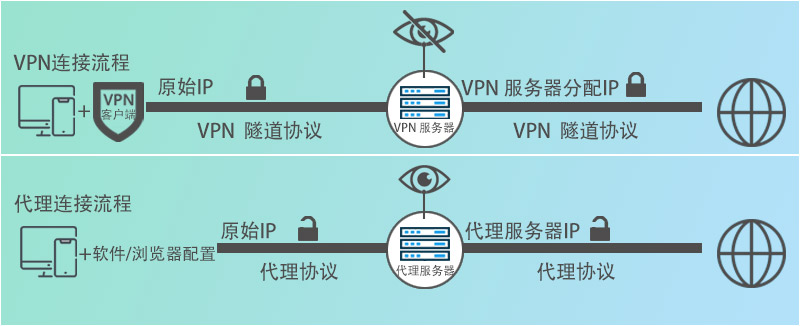 VPN连接流程
原始IP
VPN 服务器分配IP
+
VPN
客户端
VPN 隧道协议
VPN 服务器
VPN 隧道协议
代理连接流程
原始IP
代理服务器IP
+软件/浏览器配置
代理协议
代理服务器
代理协议